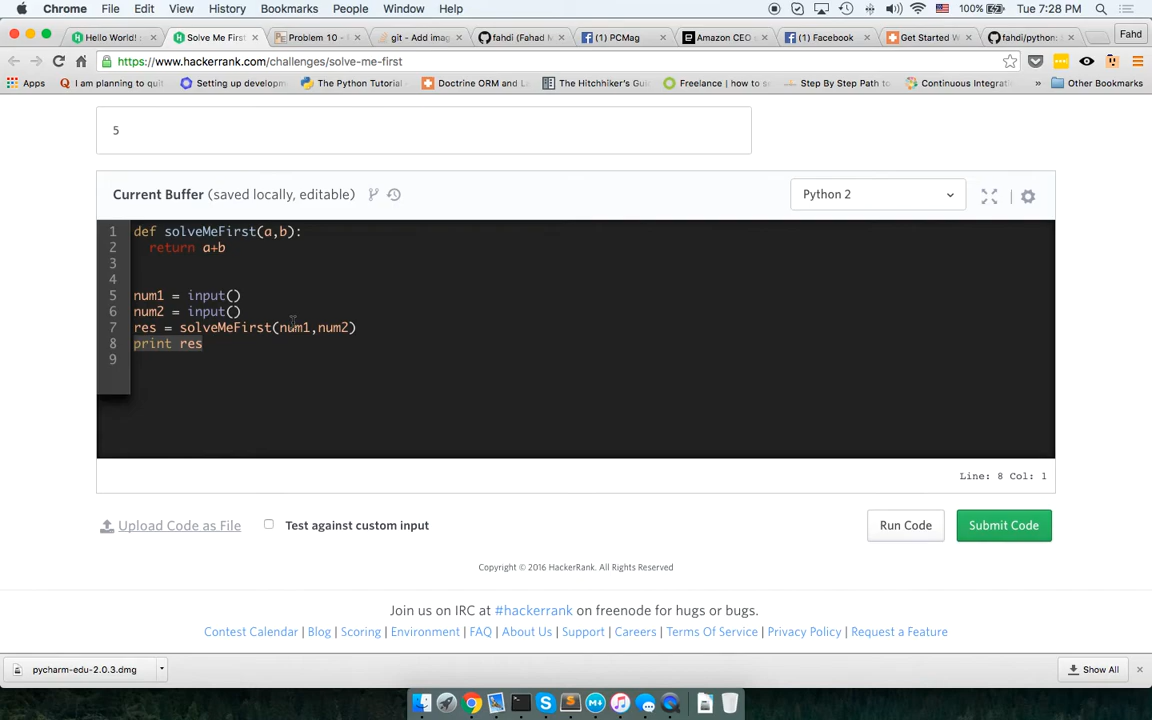 Chrome File Edit View History Bookmarks People Window Help 100% Tue 7:28 PM
Hello World! : Solve Me First Problem 10 - git - Add imag fahdi (Fahad M (1) PCMag Amazon CEO (1) Facebook Get Started W fahdi/python: Fahd
https://www.hackerrank.com/challenges/solve-me-first
Apps I am planning to quit Setting up developm The Python Tutorial Doctrine ORM and L The Hitchhiker's Gui Freelance | how to s Step By Step Path to Continuous Integrati » Other Bookmarks
5
Current Buffer (saved locally, editable) Python 2
1 def solveMeFirst(a,b):
2 return a+b
3
4
5 num1 = input()
6 num2 = input()
7 res = solveMeFirst(num1,num2)
8 print res
9
Line: 8 Col: 1
Upload Code as File Test against custom input Run Code Submit Code
Copyright © 2016 HackerRank. All Rights Reserved
Join us on IRC at #hackerrank on freenode for hugs or bugs.
Contest Calendar | Blog | Scoring | Environment | FAQ | About Us | Support | Careers | Terms Of Service | Privacy Policy | Request a Feature
pycharm-edu-2.0.3.dmg Show All